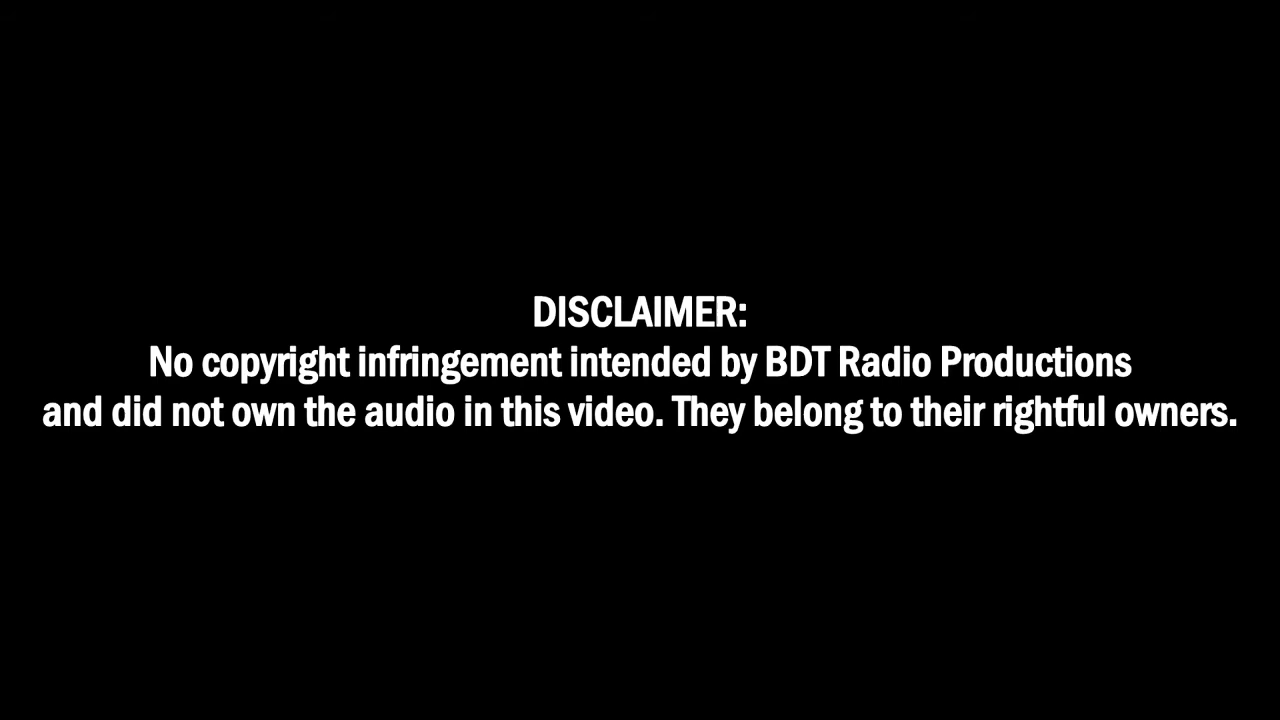 DISCLAIMER:
No copyright infringement intended by BDT Radio Productions
and did not own the audio in this video. They belong to their rightful owners.